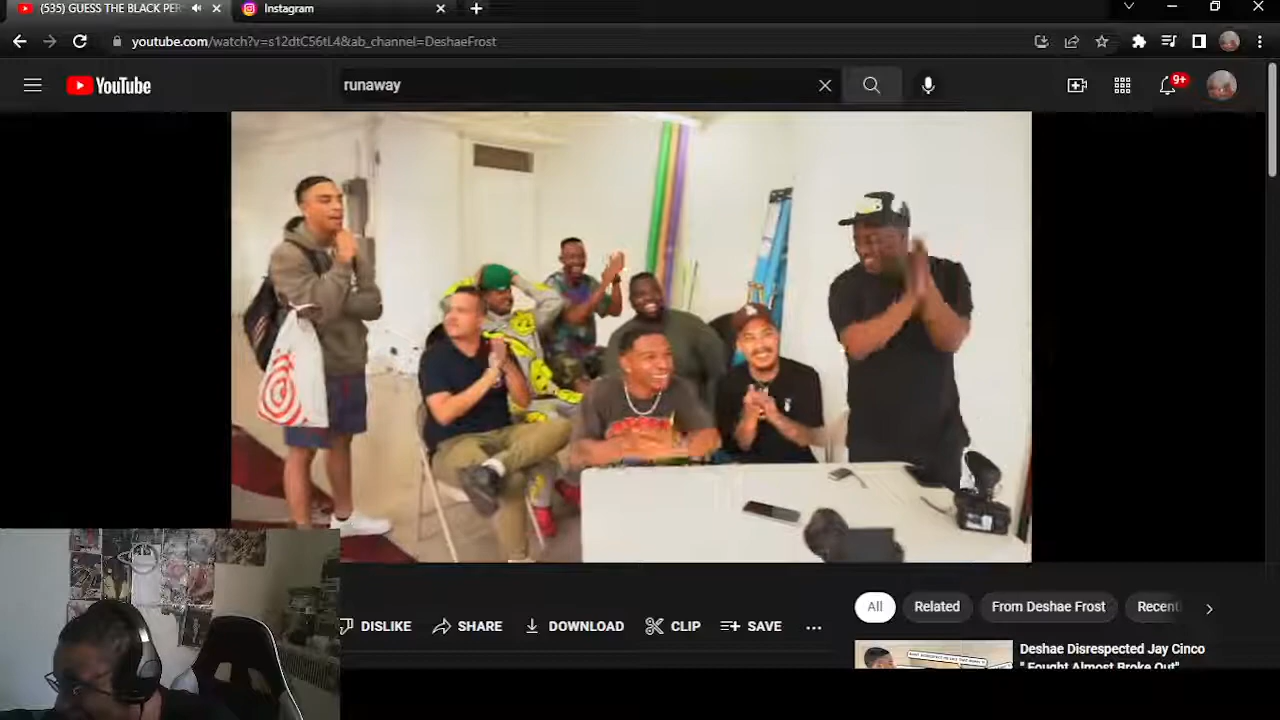 (535) GUESS THE BLACK PER
Instagram
youtube.com/watch?v=s12dtC56tL4&ab_channel=DeshaeFrost
YouTube
runaway
9+
DISLIKE
SHARE
DOWNLOAD
CLIP
SAVE
All
Related
From Deshae Frost
Recent
Deshae Disrespected Jay Cinco
" Fought Almost Broke Out"